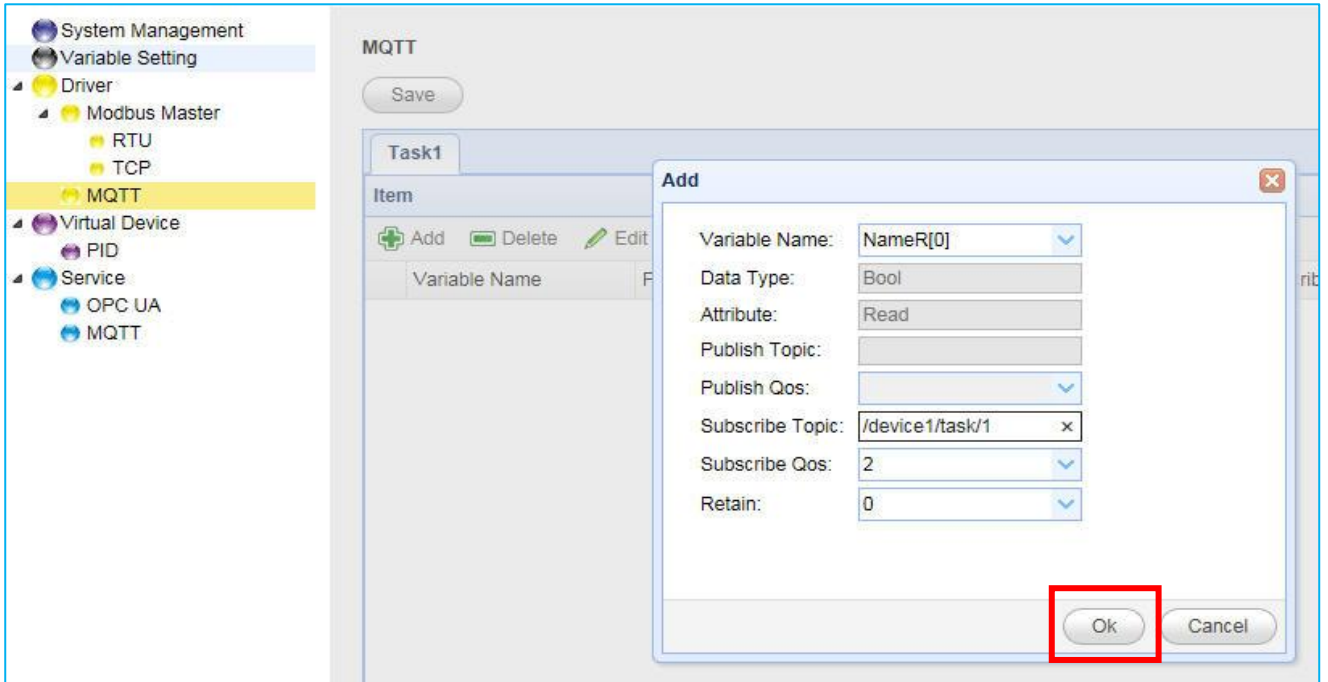 System Management
Variable Setting
Driver
Modbus Master
RTU
TCP
MQTT
Virtual Device
PID
Service
OPC UA
MQTT
MQTT
Save
Task1
Item
Add Delete Edit
Variable Name F
Add
Variable Name: NameR[0]
Data Type: Bool
Attribute: Read
Publish Topic:
Publish Qos:
Subscribe Topic: /device1/task/1
Subscribe Qos: 2
Retain: 0
Ok Cancel